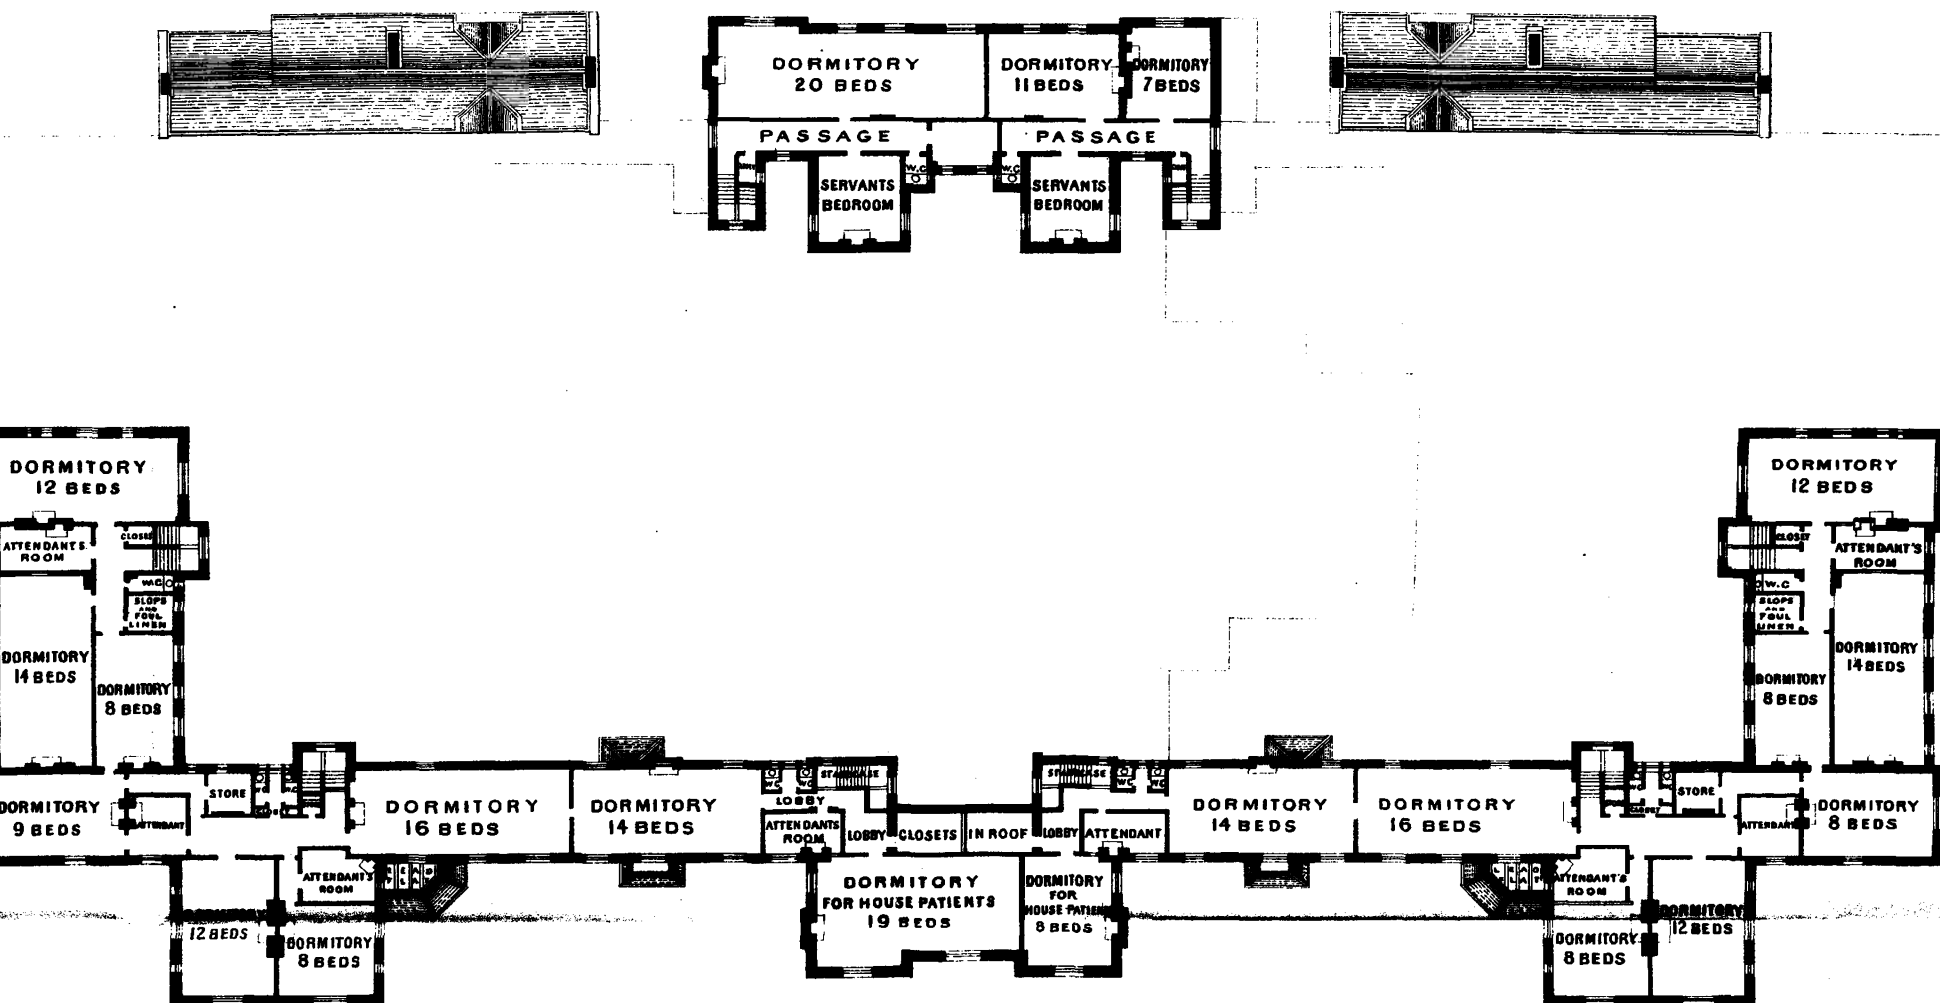 DORMITORY
20 BEDS
DORMITORY
11 BEDS
DORMITORY
7 BEDS
PASSAGE
PASSAGE
W.C
W.C
SERVANTS
BEDROOM
SERVANTS
BEDROOM
DORMITORY
12 BEDS
DORMITORY
12 BEDS
ATTENDANT'S
ROOM
CLOSET
CLOSET
ATTENDANT'S
ROOM
W.C
W.C
SLOPS
AND
FOUL
LINEN
SLOPS
AND
FOUL
LINEN
DORMITORY
14 BEDS
DORMITORY
8 BEDS
DORMITORY
8 BEDS
DORMITORY
14 BEDS
DORMITORY
9 BEDS
ATTENDANT
STORE
W.C
W.C
CLOSET
DORMITORY
16 BEDS
DORMITORY
14 BEDS
W.C
W.C
STAIRCASE
LOBBY
ATTENDANTS
ROOM
LOBBY
CLOSETS
IN ROOF
LOBBY
STAIRCASE
W.C
W.C
ATTENDANT
DORMITORY
14 BEDS
DORMITORY
16 BEDS
CLOSET
STORE
ATTENDANT
DORMITORY
8 BEDS
ATTENDANT'S
ROOM
DORMITORY
12 BEDS
DORMITORY
8 BEDS
DORMITORY
FOR HOUSE PATIENTS
19 BEDS
DORMITORY
FOR
HOUSE PATIENTS
8 BEDS
ATTENDANT'S
ROOM
DORMITORY
8 BEDS
DORMITORY
12 BEDS